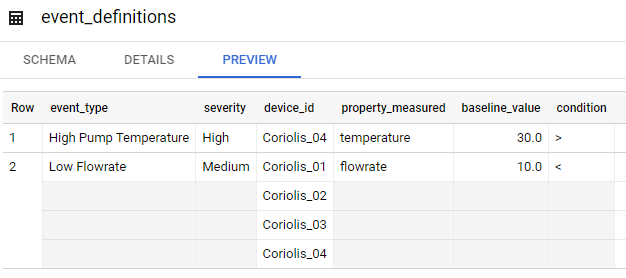 event_definitions
SCHEMA DETAILS PREVIEW
Row event_type severity device_id property_measured baseline_value condition
1 High Pump Temperature High Coriolis_04 temperature 30.0 >
2 Low Flowrate Medium Coriolis_01 flowrate 10.0 <
Coriolis_02
Coriolis_03
Coriolis_04